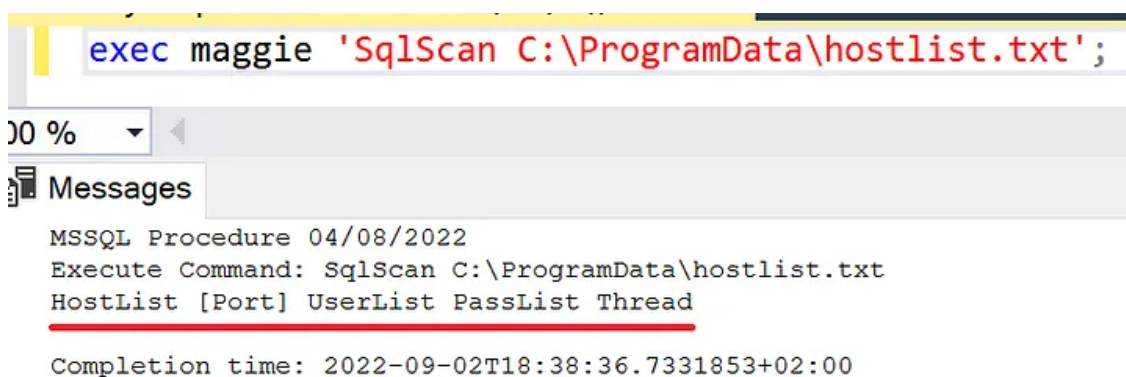 exec maggie 'SqlScan C:\ProgramData\hostlist.txt';
00 %
Messages
MSSQL Procedure 04/08/2022
Execute Command: SqlScan C:\ProgramData\hostlist.txt
HostList [Port] UserList PassList Thread
Completion time: 2022-09-02T18:38:36.7331853+02:00